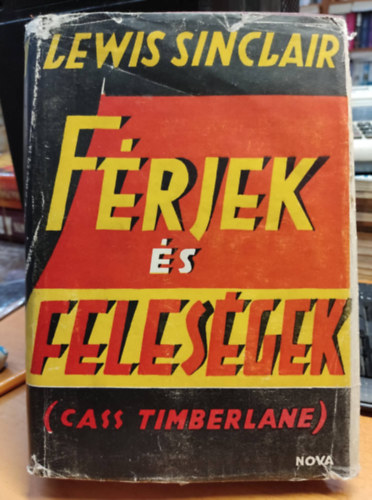 LEWIS SINCLAIR
FÉRJEK
ÉS
FELESÉGEK
(CASS TIMBERLANE)
NOVA